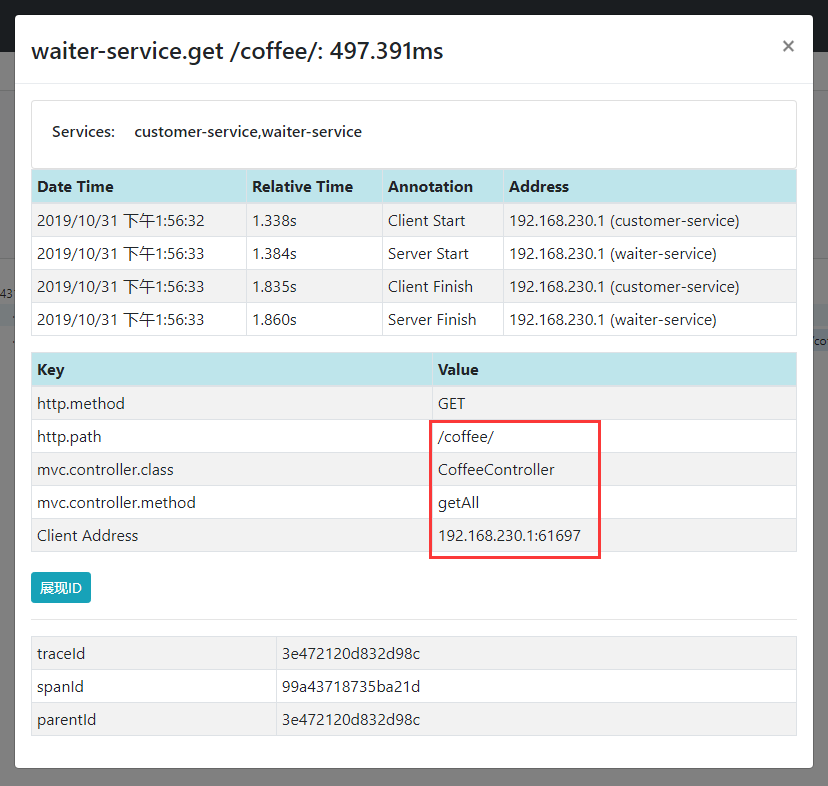 waiter-service.get /coffee/: 497.391ms ×
Services: customer-service,waiter-service
Date Time Relative Time Annotation Address
2019/10/31 下午1:56:32 1.338s Client Start 192.168.230.1 (customer-service)
2019/10/31 下午1:56:33 1.384s Server Start 192.168.230.1 (waiter-service)
2019/10/31 下午1:56:33 1.835s Client Finish 192.168.230.1 (customer-service)
2019/10/31 下午1:56:33 1.860s Server Finish 192.168.230.1 (waiter-service)
Key Value
http.method GET
http.path /coffee/
mvc.controller.class CoffeeController
mvc.controller.method getAll
Client Address 192.168.230.1:61697
展现ID
traceId 3e472120d832d98c
spanId 99a43718735ba21d
parentId 3e472120d832d98c